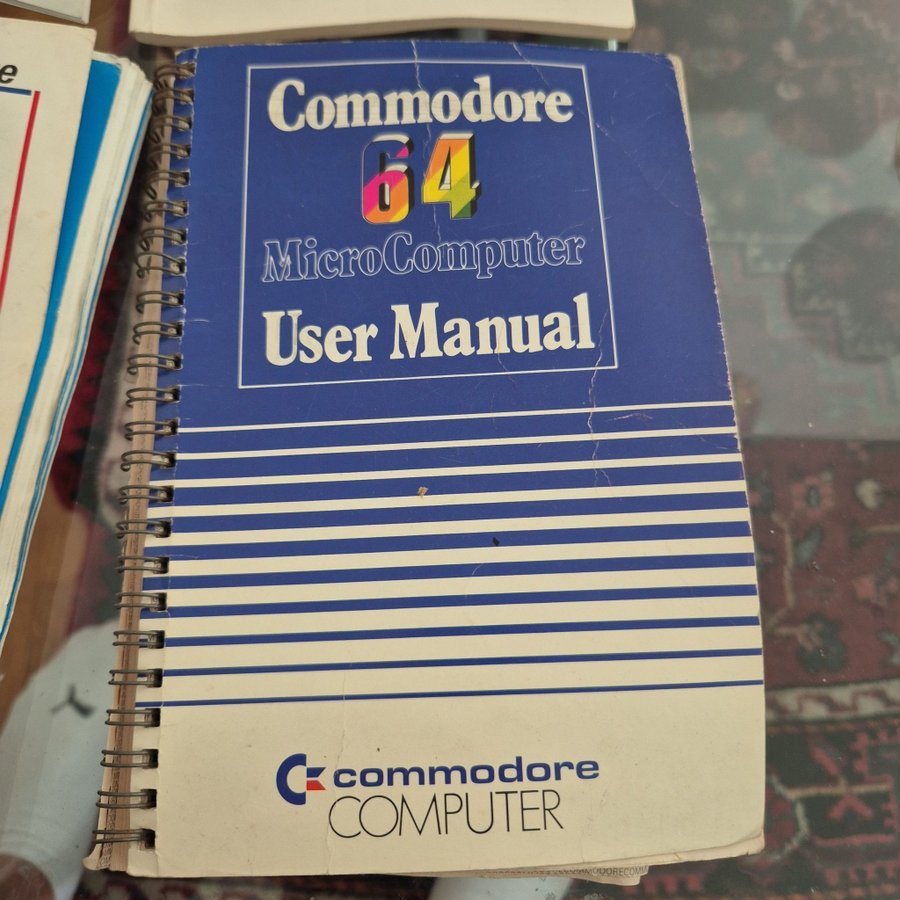 e
Commodore
64
MicroComputer
User Manual
commodore
COMPUTER